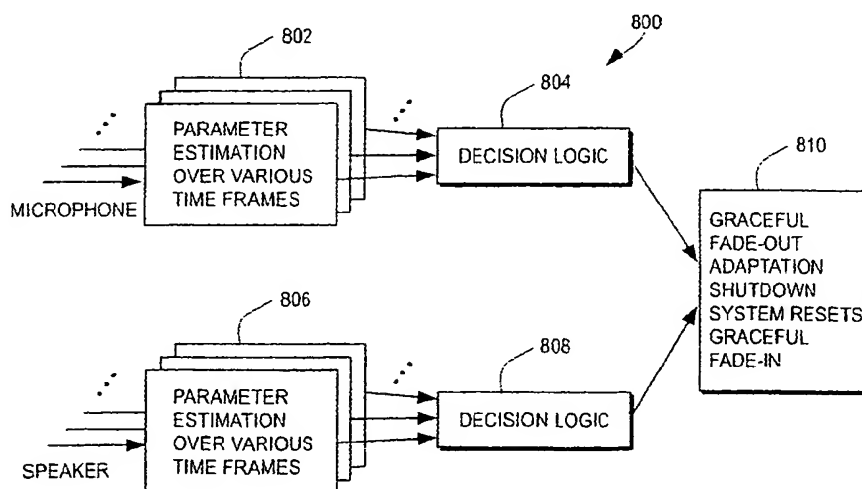 800
802
PARAMETER
ESTIMATION
OVER VARIOUS
TIME FRAMES
MICROPHONE
804
DECISION LOGIC
810
GRACEFUL
FADE-OUT
ADAPTATION
SHUTDOWN
SYSTEM RESETS
GRACEFUL
FADE-IN
806
PARAMETER
ESTIMATION
OVER VARIOUS
TIME FRAMES
SPEAKER
808
DECISION LOGIC